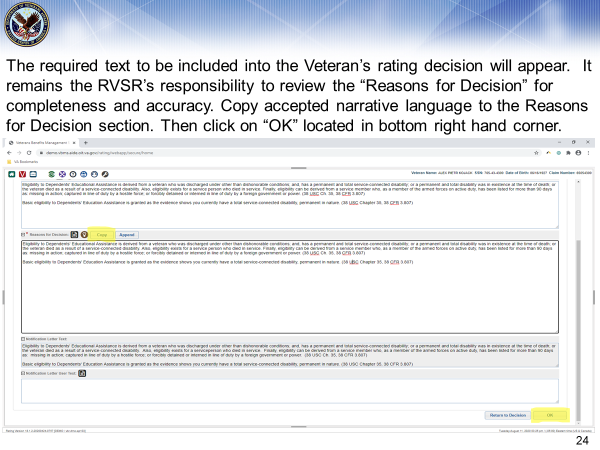 The required text to be included into the Veteran’s rating decision will appear. It
remains the RVSR’s responsibility to review the “Reasons for Decision” for
completeness and accuracy. Copy accepted narrative language to the Reasons
for Decision section. Then click on “OK” located in bottom right hand corner.
Veterans Benefits Management
demo.vbms.aide.oit.va.gov/rating/webapp/secure/home
US Bookmarks
Eligibility to Dependents' Educational Assistance is derived from a veteran who was discharged under other than dishonorable conditions; and, has a permanent and total service-connected disability; or a permanent and total disability was in existence at the time of death; or
the veteran died as a result of a service-connected disability. Also, eligibility exists for a serviceperson who died in service. Finally, eligibility can be derived from a service member who, as a member of the armed forces on active duty, has been listed for more than 90 days
as: missing in action; captured in line of duty by a hostile force; or forcibly detained or interned in line of duty by a foreign government or power. (38 USC Ch. 35, 38 CFR 3.807)
Basic eligibility to Dependents' Education Assistance is granted as the evidence shows you currently have a total service-connected disability, permanent in nature. (38 USC Chapter 35, 38 CFR 3.807)
Reasons for Decision: Copy Append
Eligibility to Dependents' Educational Assistance is derived from a veteran who was discharged under other than dishonorable conditions; and, has a permanent and total service-connected disability; or a permanent and total disability was in existence at the time of death; or
the veteran died as a result of a service-connected disability. Also, eligibility exists for a serviceperson who died in service. Finally, eligibility can be derived from a service member who, as a member of the armed forces on active duty, has been listed for more than 90 days
as: missing in action; captured in line of duty by a hostile force; or forcibly detained or interned in line of duty by a foreign government or power. (38 USC Ch. 35, 38 CFR 3.807)
Basic eligibility to Dependents' Education Assistance is granted as the evidence shows you currently have a total service-connected disability, permanent in nature. (38 USC Chapter 35, 38 CFR 3.807)
Notification Letter Text:
Eligibility to Dependents' Educational Assistance is derived from a veteran who was discharged under other than dishonorable conditions; and, has a permanent and total service-connected disability; or a permanent and total disability was in existence at the time of death; or
the veteran died as a result of a service-connected disability. Also, eligibility exists for a serviceperson who died in service. Finally, eligibility can be derived from a service member who, as a member of the armed forces on active duty, has been listed for more than 90 days
as: missing in action; captured in line of duty by a hostile force; or forcibly detained or interned in line of duty by a foreign government or power. (38 USC Ch. 35, 38 CFR 3.807)
Basic eligibility to Dependents' Education Assistance is granted as the evidence shows you currently have a total service-connected disability, permanent in nature. (38 USC Chapter 35, 38 CFR 3.807)
Notification Letter User Text:
Return to Decision OK
24